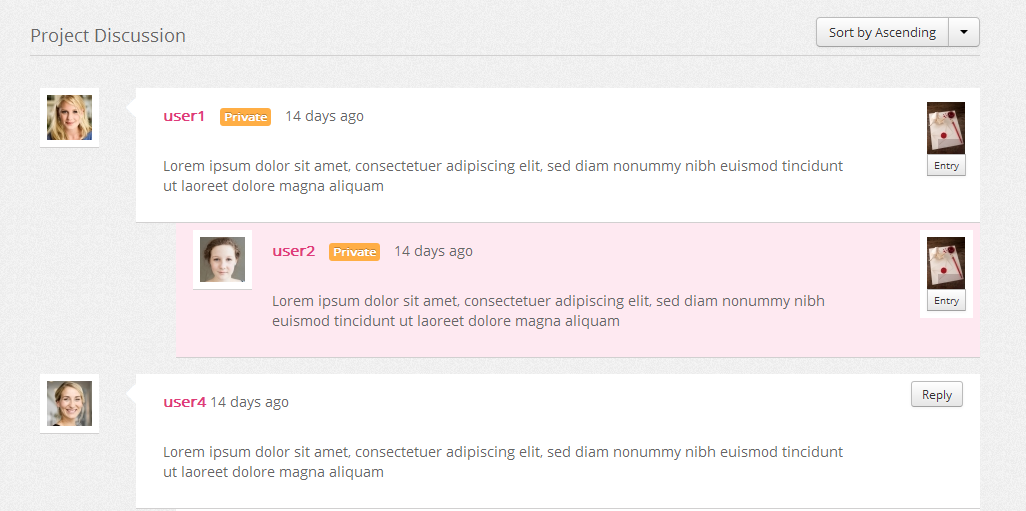 Project Discussion
Sort by Ascending
user1 Private 14 days ago
Lorem ipsum dolor sit amet, consectetuer adipiscing elit, sed diam nonummy nibh euismod tincidunt
ut laoreet dolore magna aliquam
Entry
user2 Private 14 days ago
Lorem ipsum dolor sit amet, consectetuer adipiscing elit, sed diam nonummy nibh
euismod tincidunt ut laoreet dolore magna aliquam
Entry
user4 14 days ago
Reply
Lorem ipsum dolor sit amet, consectetuer adipiscing elit, sed diam nonummy nibh euismod tincidunt
ut laoreet dolore magna aliquam